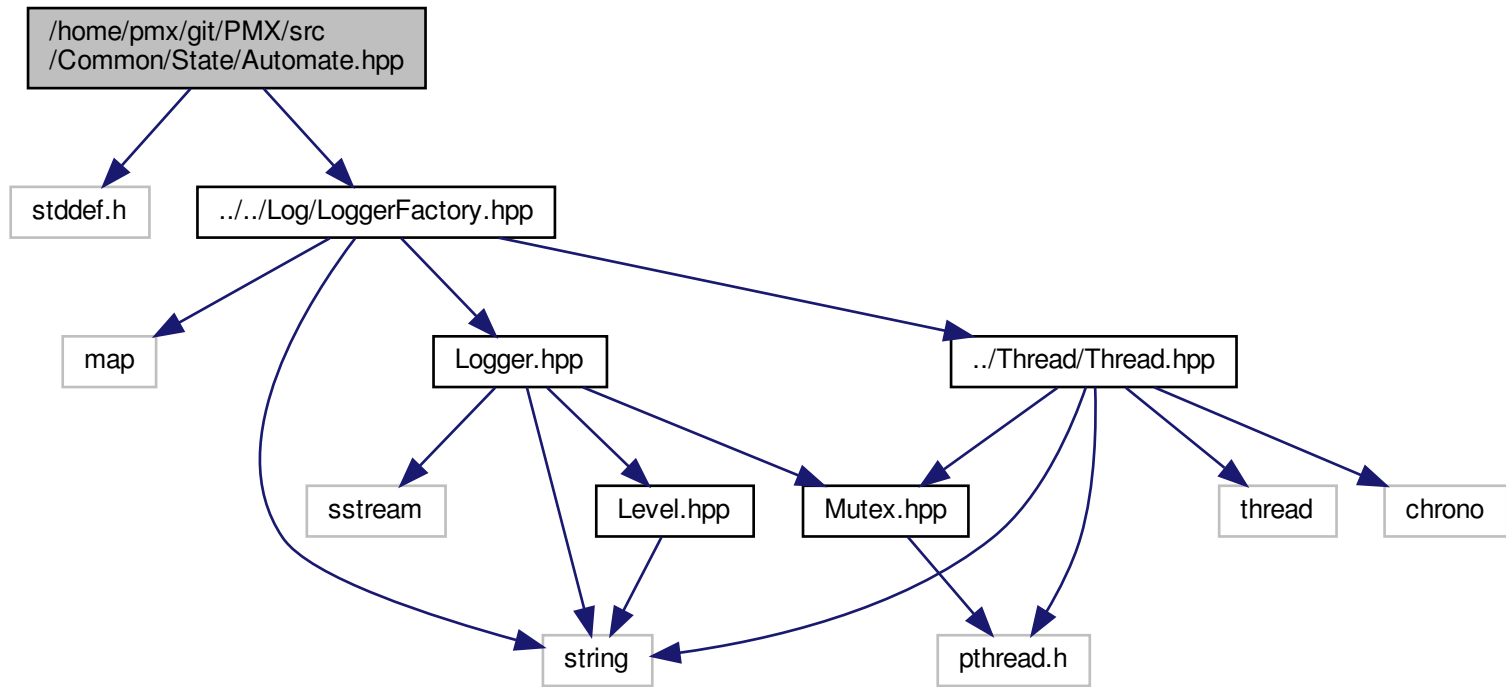 /home/pmx/git/PMX/src
/Common/State/Automate.hpp
stddef.h
../../Log/LoggerFactory.hpp
map
Logger.hpp
../Thread/Thread.hpp
sstream
Level.hpp
Mutex.hpp
thread
chrono
string
pthread.h